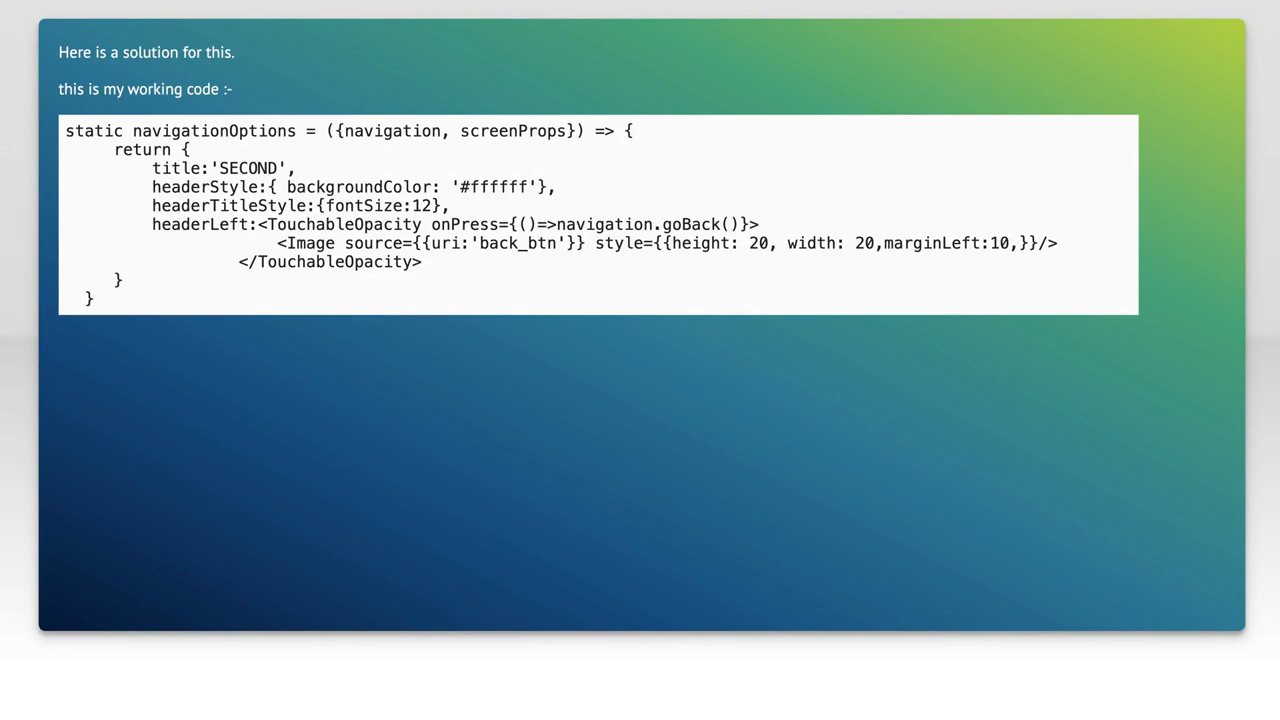 Here is a solution for this.
this is my working code :-
static navigationOptions = ({navigation, screenProps}) => {
     return {
         title:'SECOND',
         headerStyle:{ backgroundColor: '#ffffff'},
         headerTitleStyle:{fontSize:12},
         headerLeft:<TouchableOpacity onPress={()=>navigation.goBack()}>
                      <Image source={{uri:'back_btn'}} style={{height: 20, width: 20,marginLeft:10,}}/>
                  </TouchableOpacity>
     }
  }